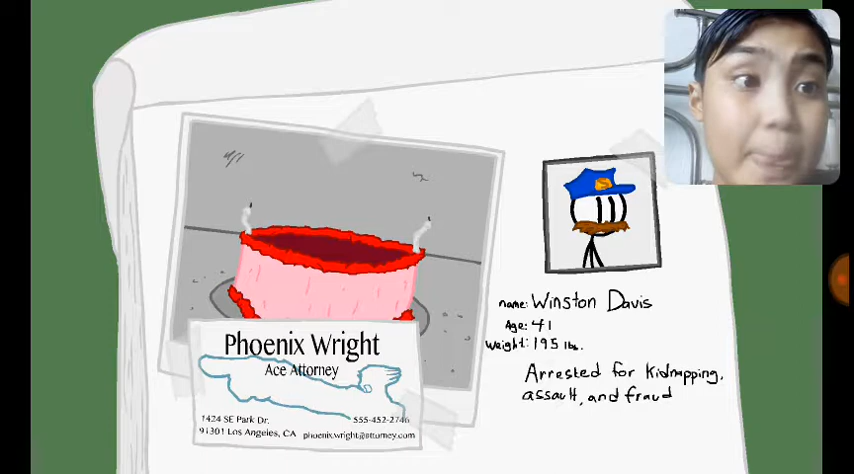 Phoenix Wright
Ace Attorney
1424 SE Park Dr. 555-452-2746
91301 Los Angeles, CA phoenix.wright@attorney.com
name: Winston Davis
Age: 41
Weight: 195 lbs.
Arrested for kidnapping,
assault, and fraud